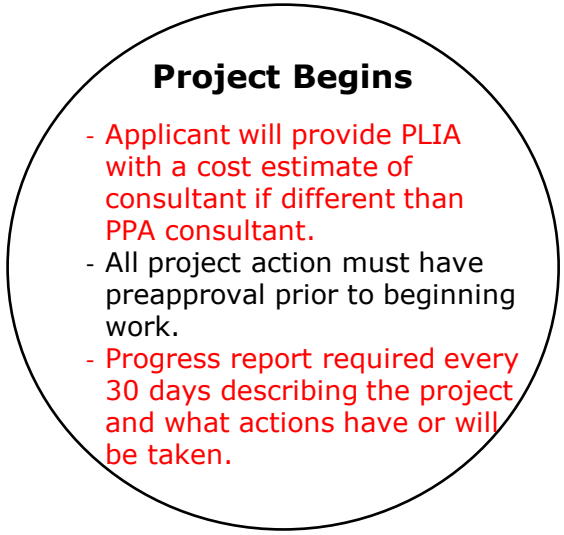 Project Begins
- Applicant will provide PLIA
with a cost estimate of
consultant if different than
PPA consultant.
- All project action must have
preapproval prior to beginning
work.
- Progress report required every
30 days describing the project
and what actions have or will
be taken.